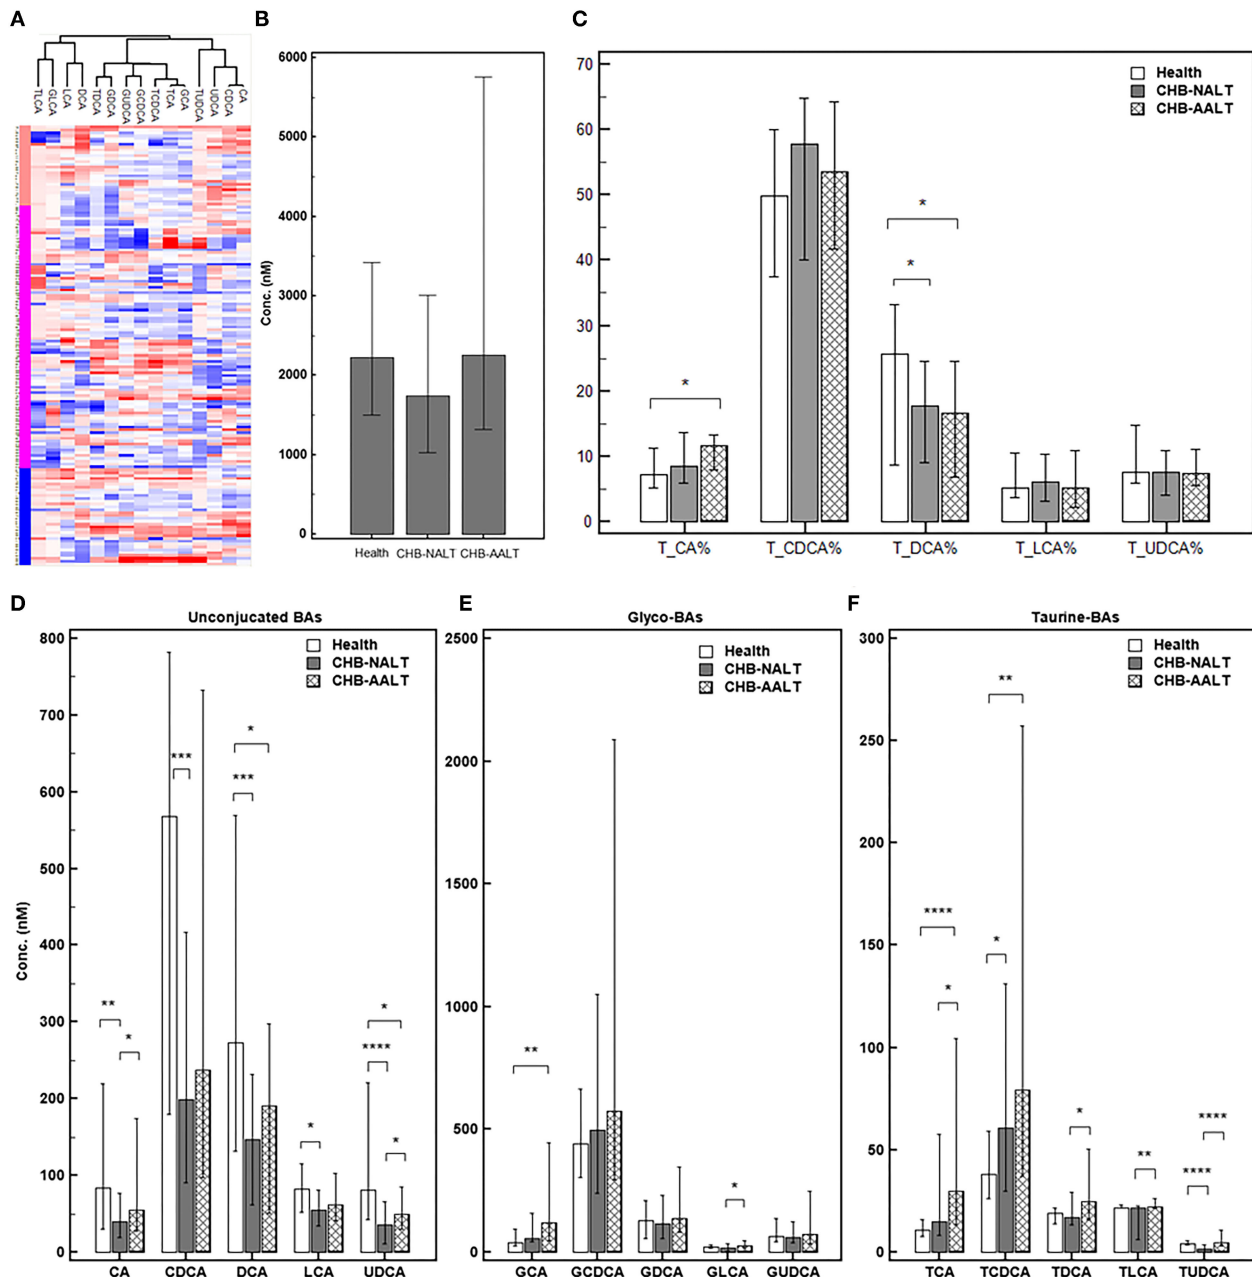 A
TLCA GLCA LCA DCA TDCA GDCA GUDCA GCDCA TCDCA TCA GCA TUDCA UDCA CDCA CA
B
6000
5000
4000
3000
2000
1000
0
Conc. (nM)
Health CHB-NALT CHB-AALT
C
70
60
50
40
30
20
10
0
Health
CHB-NALT
CHB-AALT
*
*
*
T_CA% T_CDCA% T_DCA% T_LCA% T_UDCA%
D
Unconjucated BAs
800
700
600
500
400
300
200
100
0
Conc. (nM)
Health
CHB-NALT
CHB-AALT
*
***
***
**
*
*
*
****
*
CA CDCA DCA LCA UDCA
E
Glyco-BAs
2500
2000
1500
1000
500
0
Health
CHB-NALT
CHB-AALT
**
*
GCA GCDCA GDCA GLCA GUDCA
F
Taurine-BAs
300
250
200
150
100
50
0
Health
CHB-NALT
CHB-AALT
**
****
*
*
*
**
****
****
TCA TCDCA TDCA TLCA TUDCA